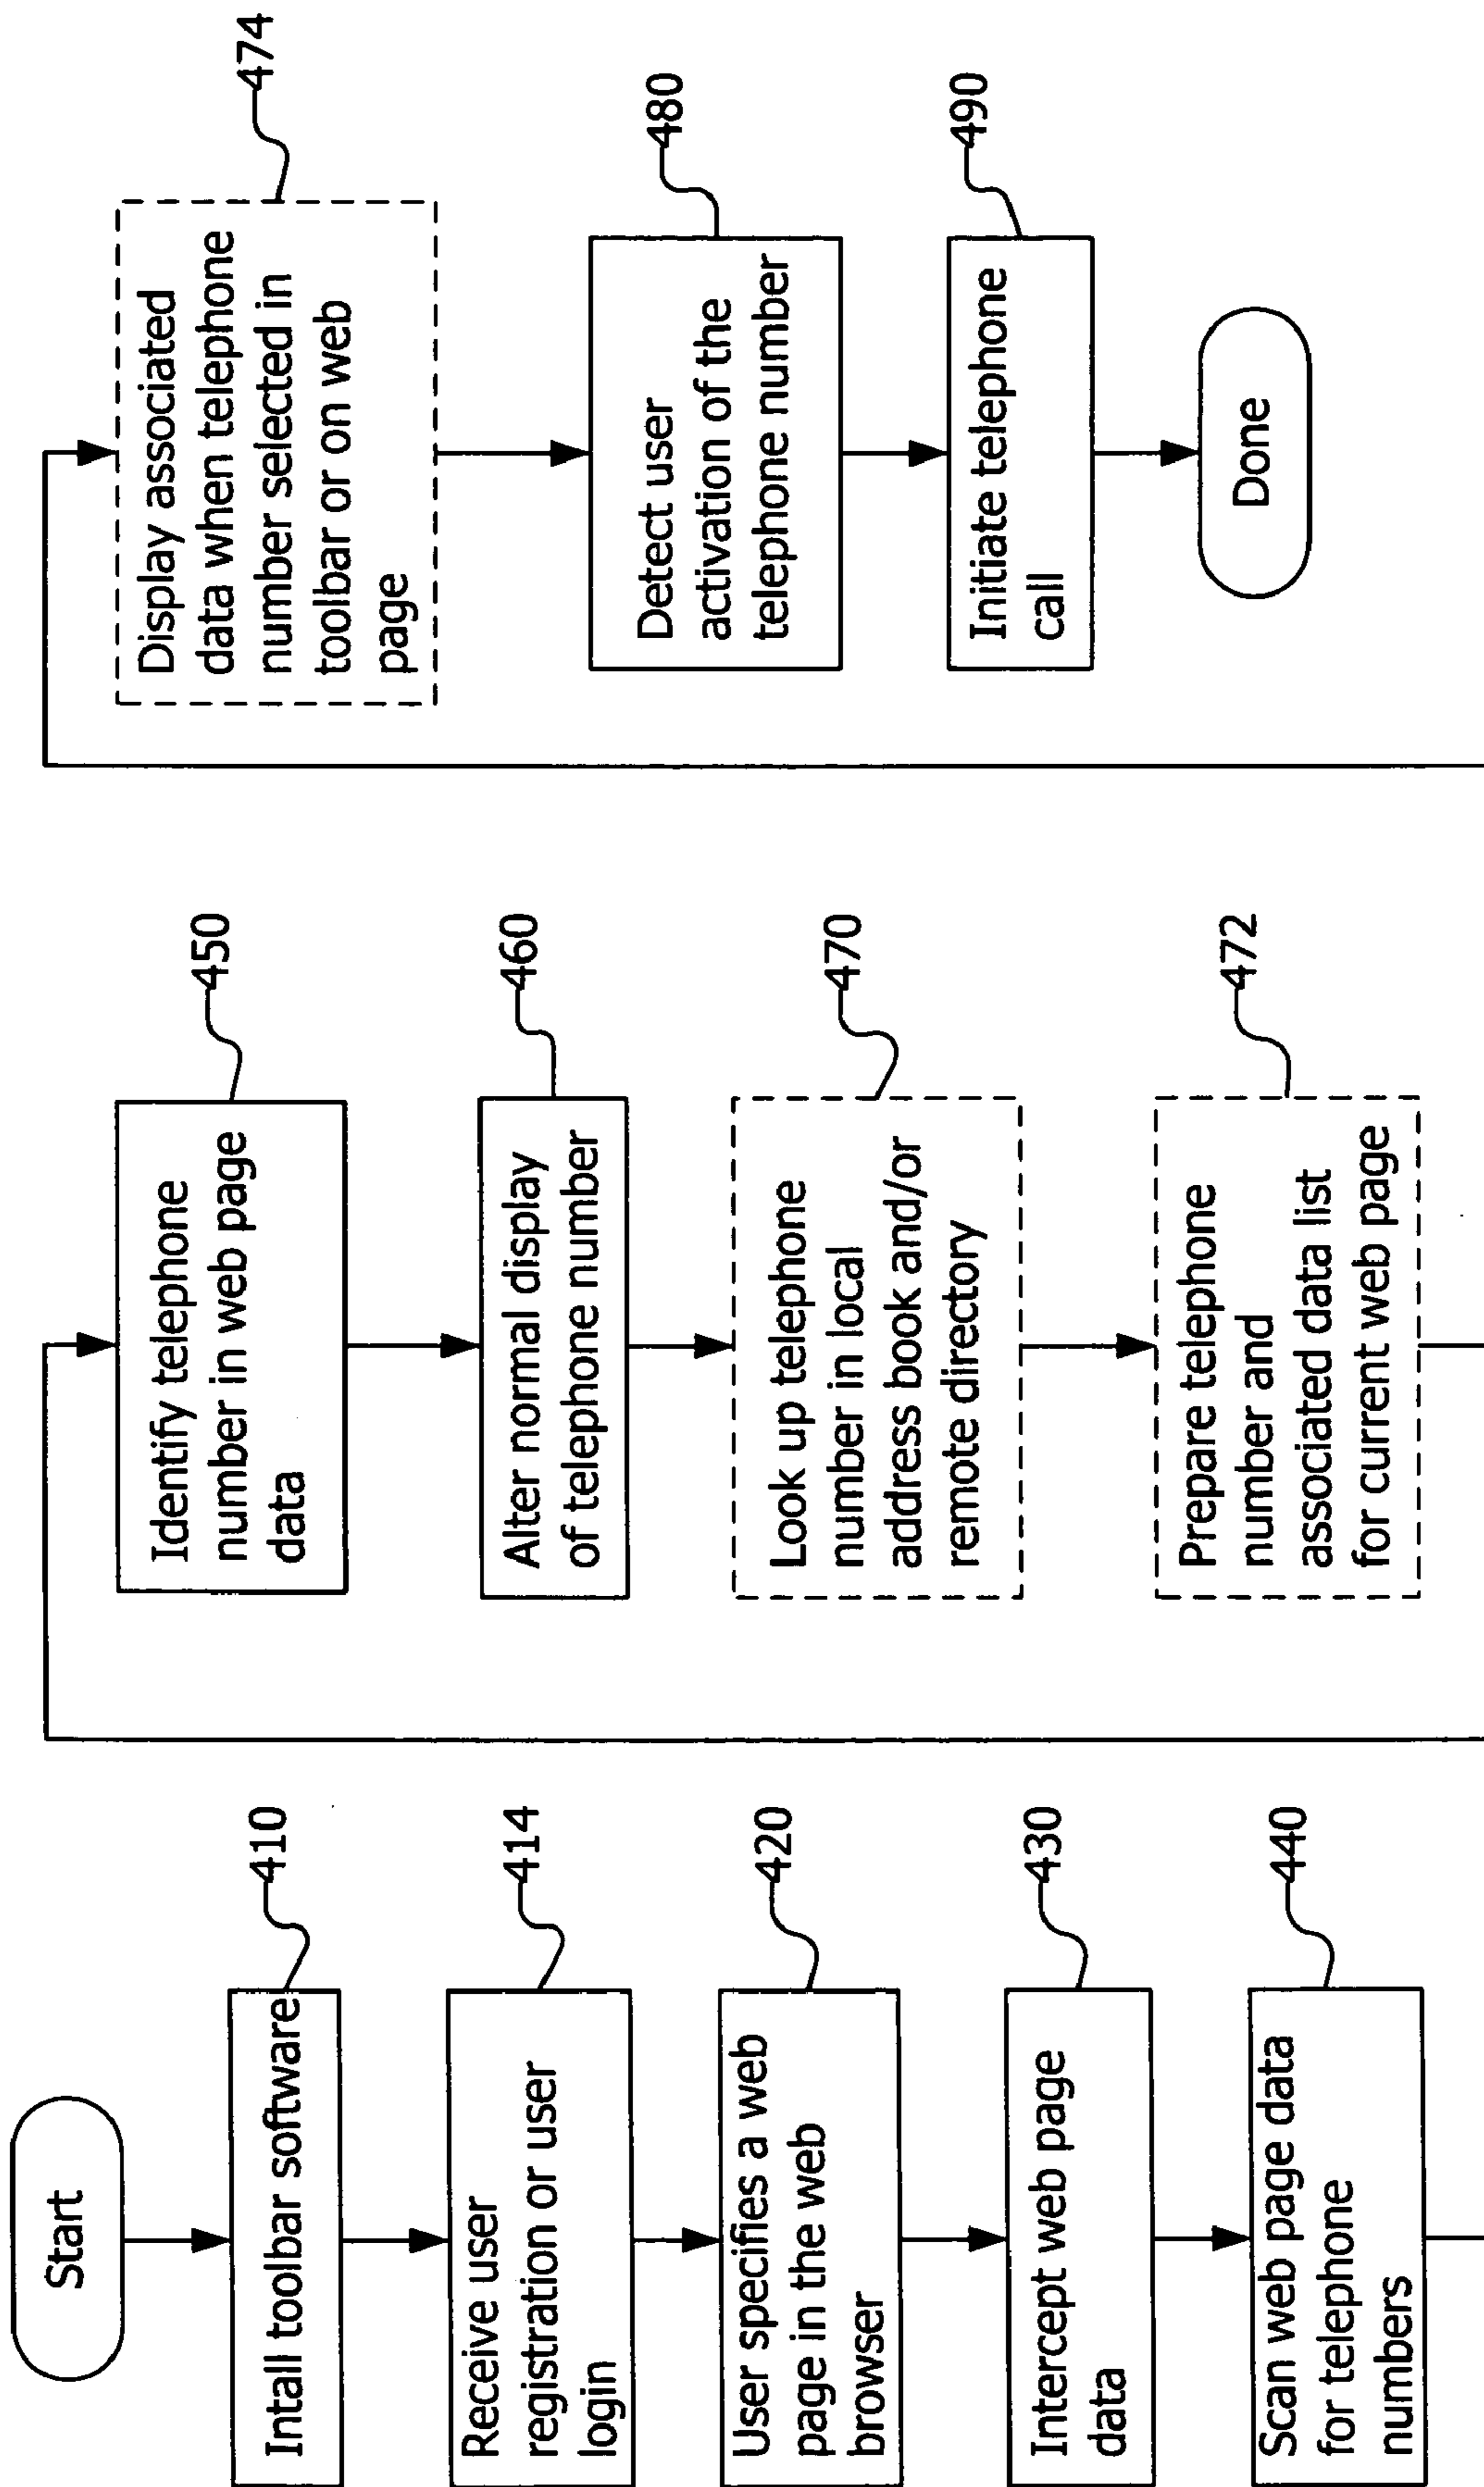 Start
Intall toolbar software
410
Receive user
registration or user
login
414
User specifies a web
page in the web
browser
420
Intercept web page
data
430
Scan web page data
for telephone
numbers
440
Identify telephone
number in web page
data
450
Alter normal display
of telephone number
460
Look up telephone
number in local
address book and/or
remote directory
470
Prepare telephone
number and
associated data list
for current web page
472
Display associated
data when telephone
number selected in
toolbar or on web
page
474
Detect user
activation of the
telephone number
480
Initiate telephone
call
490
Done